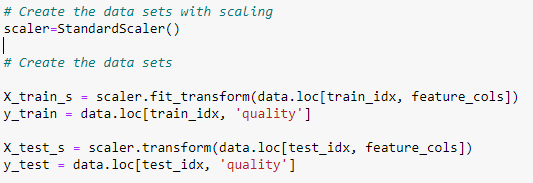 # Create the data sets with scaling
scaler=StandardScaler()
# Create the data sets
X_train_s = scaler.fit_transform(data.loc[train_idx, feature_cols])
y_train = data.loc[train_idx, 'quality']
X_test_s = scaler.transform(data.loc[test_idx, feature_cols])
y_test = data.loc[test_idx, 'quality']